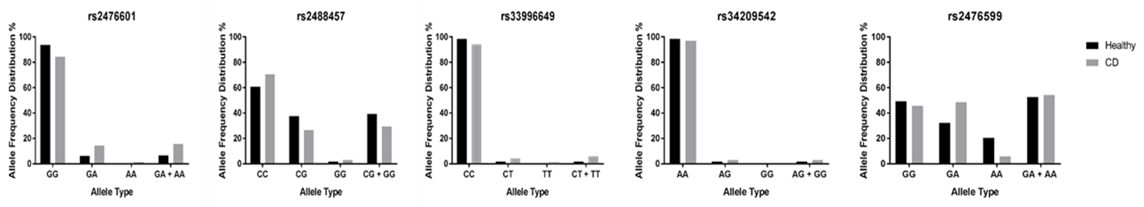 rs2476601
Allele Frequency Distribution %
100
80
60
40
20
0
GG GA AA GA + AA
Allele Type
rs2488457
Allele Frequency Distribution %
100
80
60
40
20
0
CC CG GG CG + GG
Allele Type
rs33996649
Allele Frequency Distribution %
100
80
60
40
20
0
CC CT TT CT + TT
Allele Type
rs34209542
Allele Frequency Distribution %
100
80
60
40
20
0
AA AG GG AG + GG
Allele Type
rs2476599
Allele Frequency Distribution %
100
80
60
40
20
0
GG GA AA GA + AA
Allele Type
Healthy
CD